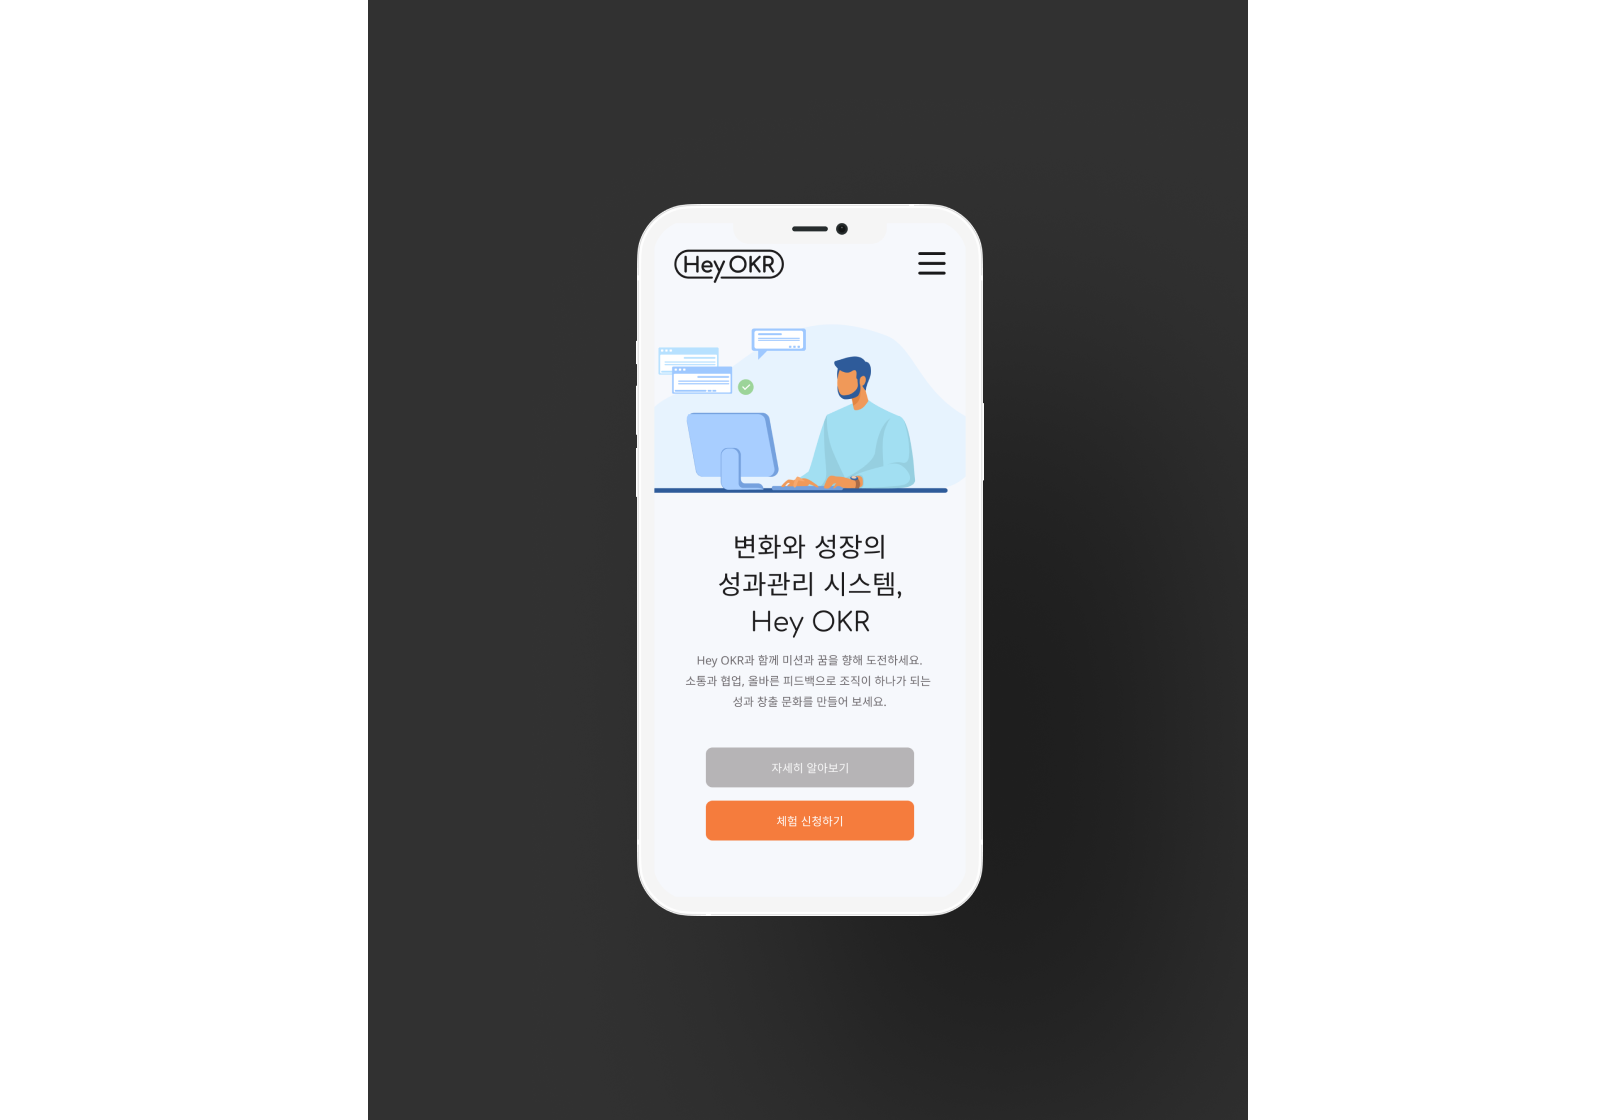 Hey OKR
변화와 성장의
성과관리 시스템,
Hey OKR
Hey OKR과 함께 미션과 꿈을 향해 도전하세요.
소통과 협업, 올바른 피드백으로 조직이 하나가 되는
성과 창출 문화를 만들어 보세요.
자세히 알아보기
체험 신청하기